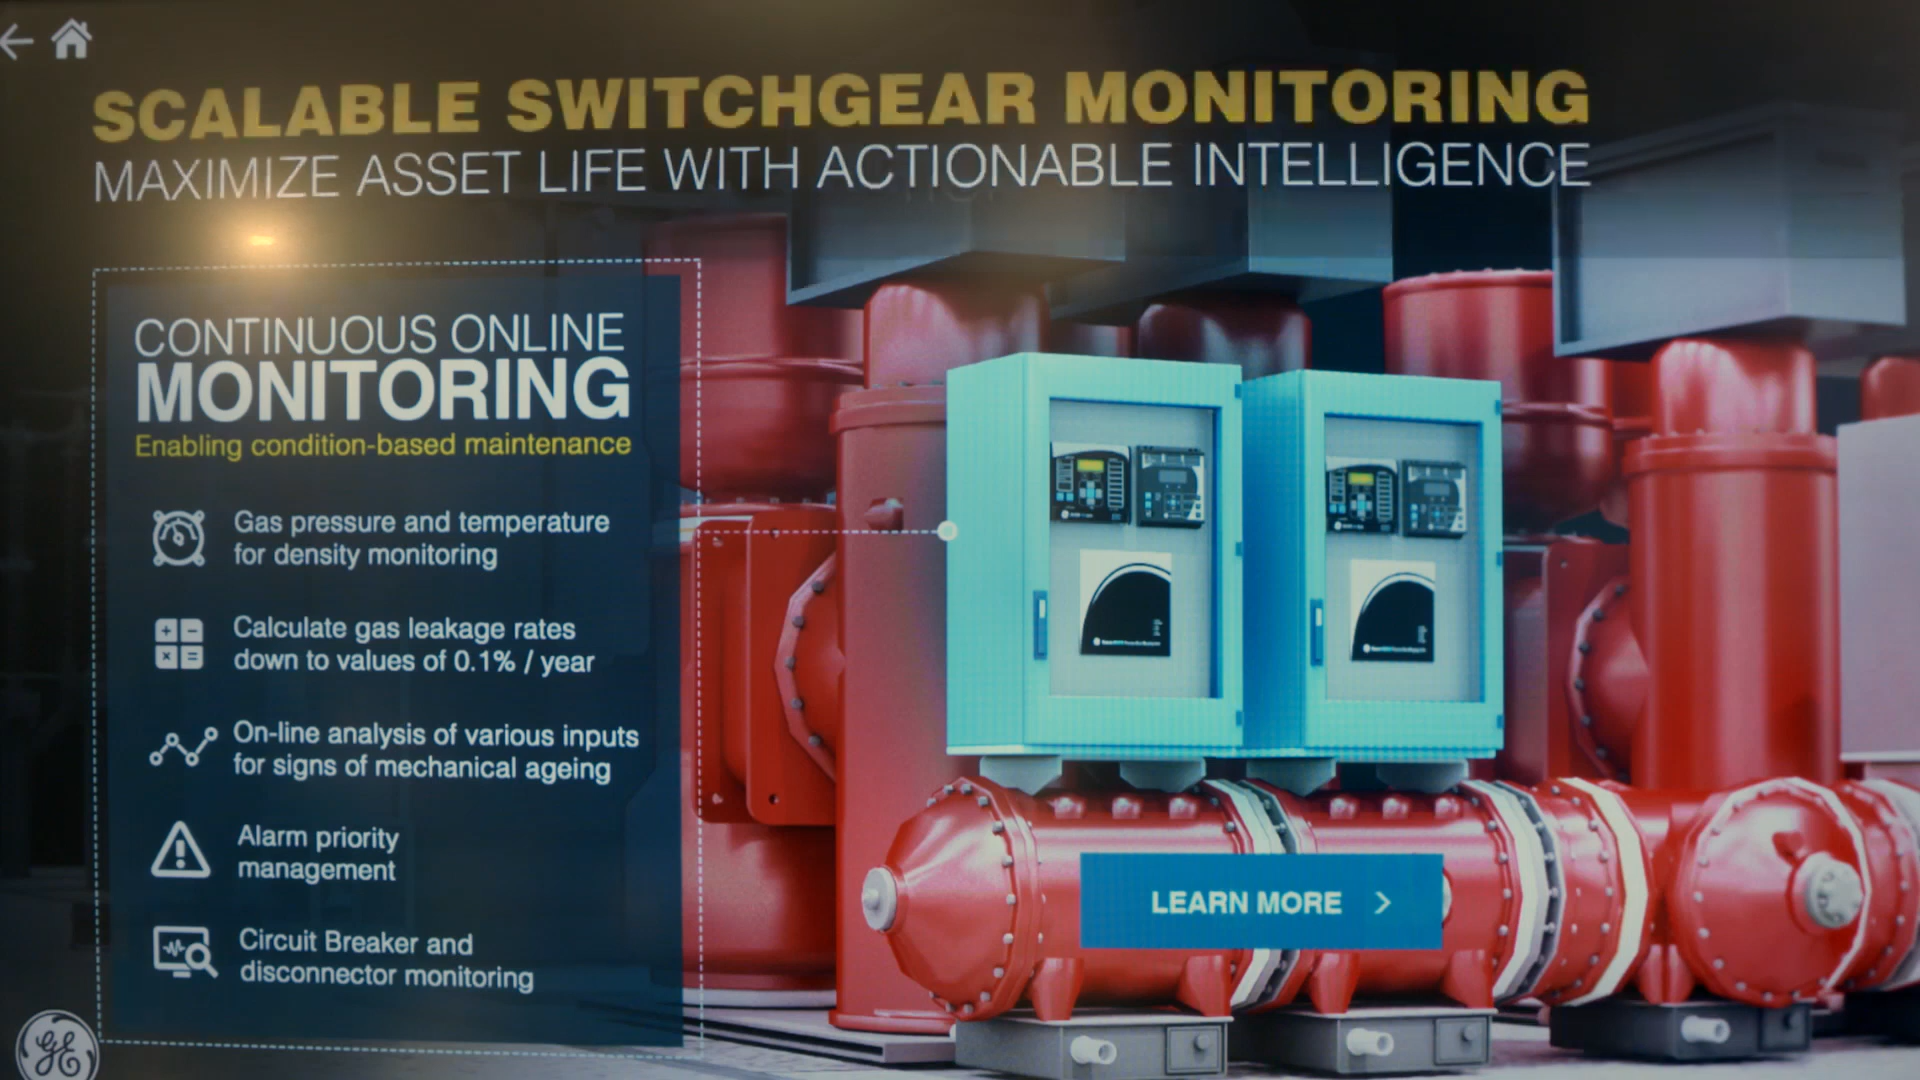 SCALABLE SWITCHGEAR MONITORING
MAXIMIZE ASSET LIFE WITH ACTIONABLE INTELLIGENCE
CONTINUOUS ONLINE
MONITORING
Enabling condition-based maintenance
Gas pressure and temperature
for density monitoring
Calculate gas leakage rates
down to values of 0.1% / year
On-line analysis of various inputs
for signs of mechanical ageing
Alarm priority
management
Circuit Breaker and
disconnector monitoring
LEARN MORE
GE